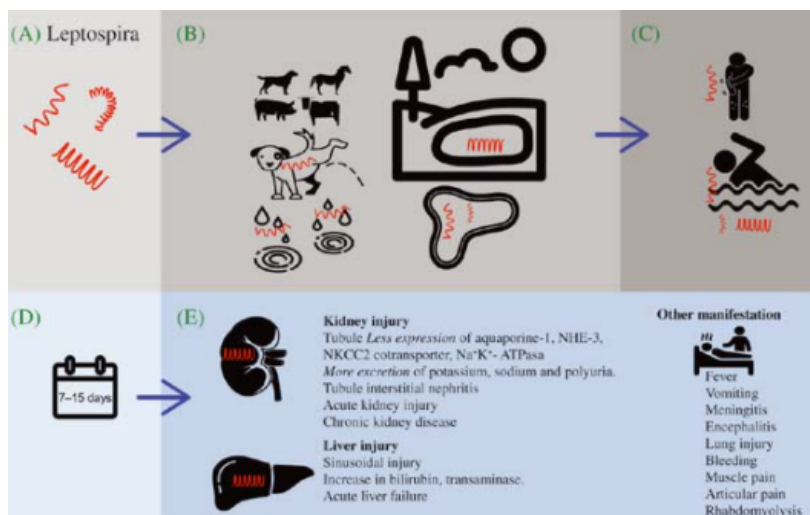 (A) Leptospira
(B)
(C)
(D)
7–15 days
(E)
Kidney injury
Tubule Less expression of aquaporine-1, NHE-3,
NKCC2 cotransporter, Na⁺K⁺- ATPasa
More excretion of potassium, sodium and polyuria.
Tubule interstitial nephritis
Acute kidney injury
Chronic kidney disease
Liver injury
Sinusoidal injury
Increase in bilirubin, transaminase.
Acute liver failure
Other manifestation
Fever
Vomiting
Meningitis
Encephalitis
Lung injury
Bleeding
Muscle pain
Articular pain
Rhabdomyolysis